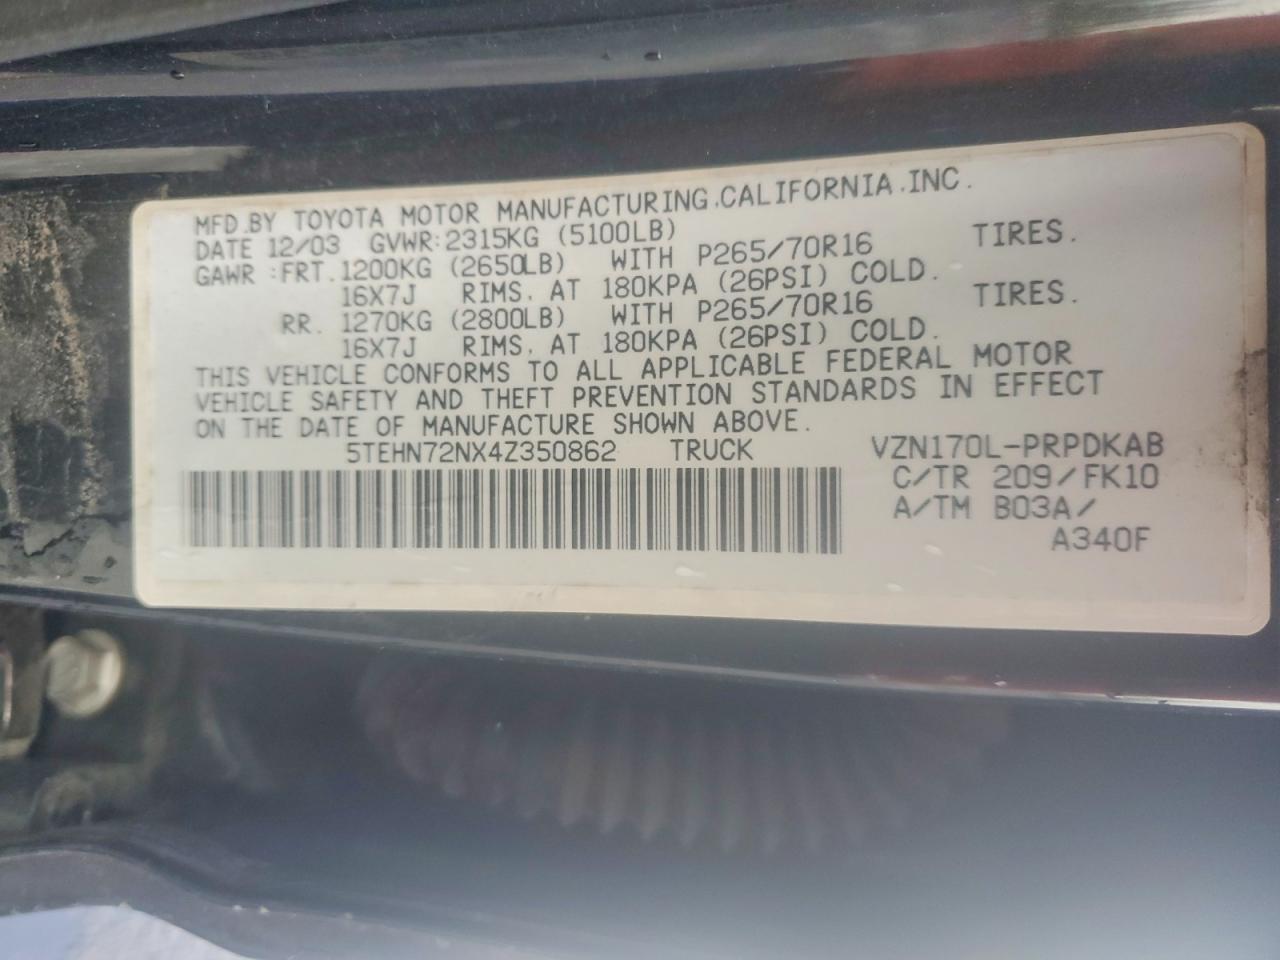 MFD.BY TOYOTA MOTOR MANUFACTURING.CALIFORNIA.INC.
DATE 12/03 GVWR:2315KG (5100LB)
GAWR :FRT.1200KG (2650LB) WITH P265/70R16 TIRES.
16X7J RIMS, AT 180KPA (26PSI) COLD.
RR. 1270KG (2800LB) WITH P265/70R16 TIRES.
16X7J RIMS, AT 180KPA (26PSI) COLD.
THIS VEHICLE CONFORMS TO ALL APPLICABLE FEDERAL MOTOR
VEHICLE SAFETY AND THEFT PREVENTION STANDARDS IN EFFECT
ON THE DATE OF MANUFACTURE SHOWN ABOVE.
5TEHN72NX4Z350862 TRUCK VZN170L-PRPDKAB
C/TR 209/FK10
A/TM B03A/
A340F